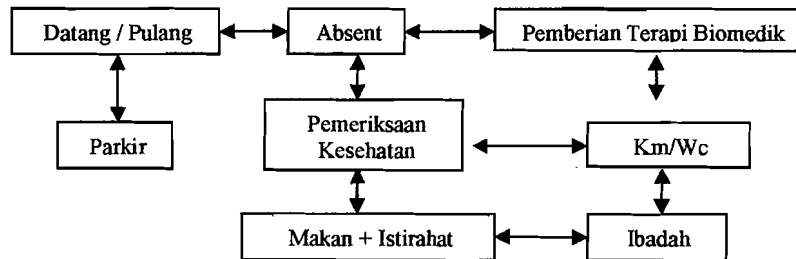 Datang / Pulang
Absent
Pemberian Terapi Biomedik
Parkir
Pemeriksaan
Kesehatan
Km/Wc
Makan + Istirahat
Ibadah